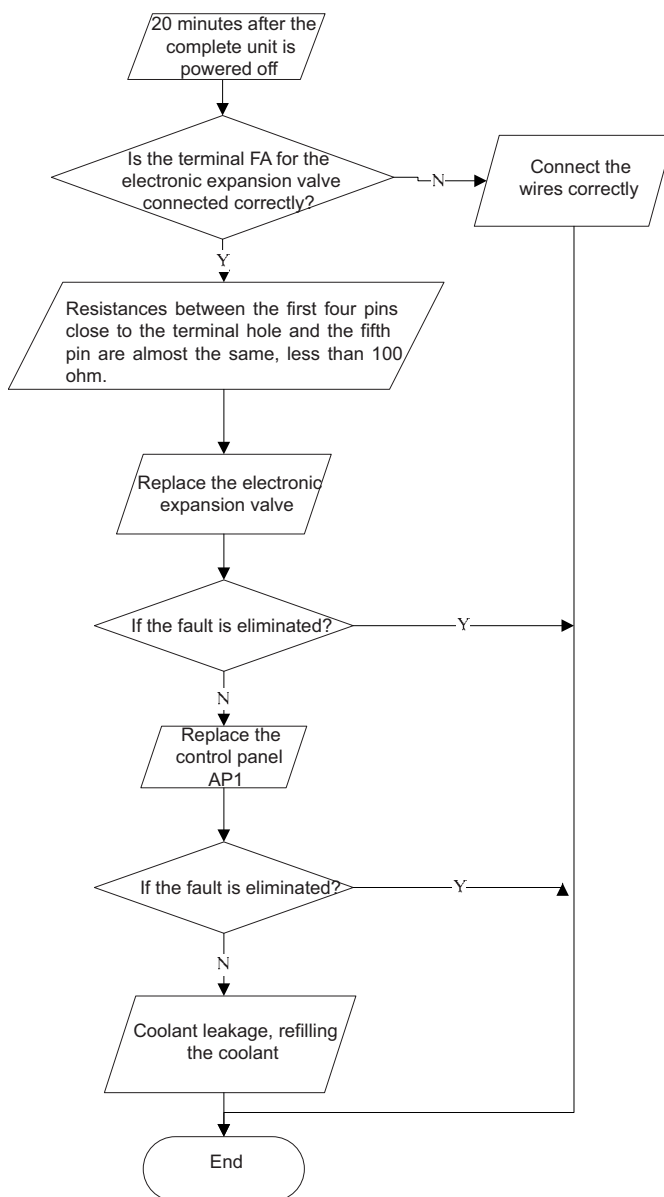 20 minutes after the
complete unit is
powered off
Is the terminal FA for the
electronic expansion valve
connected correctly?
N
Connect the
wires correctly
Y
Resistances between the first four pins
close to the terminal hole and the fifth
pin are almost the same, less than 100
ohm.
Replace the electronic
expansion valve
If the fault is eliminated?
Y
N
Replace the
control panel
AP1
If the fault is eliminated?
Y
N
Coolant leakage, refilling
the coolant
End